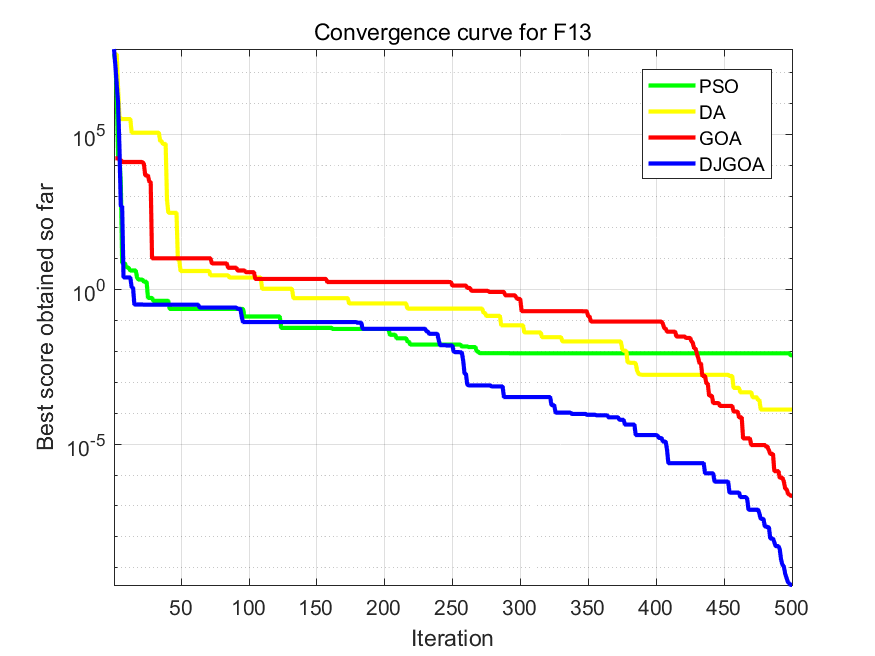 Convergence curve for F13
Best score obtained so far
10^5
10^0
10^-5
PSO
DA
GOA
DJGOA
50 100 150 200 250 300 350 400 450 500
Iteration